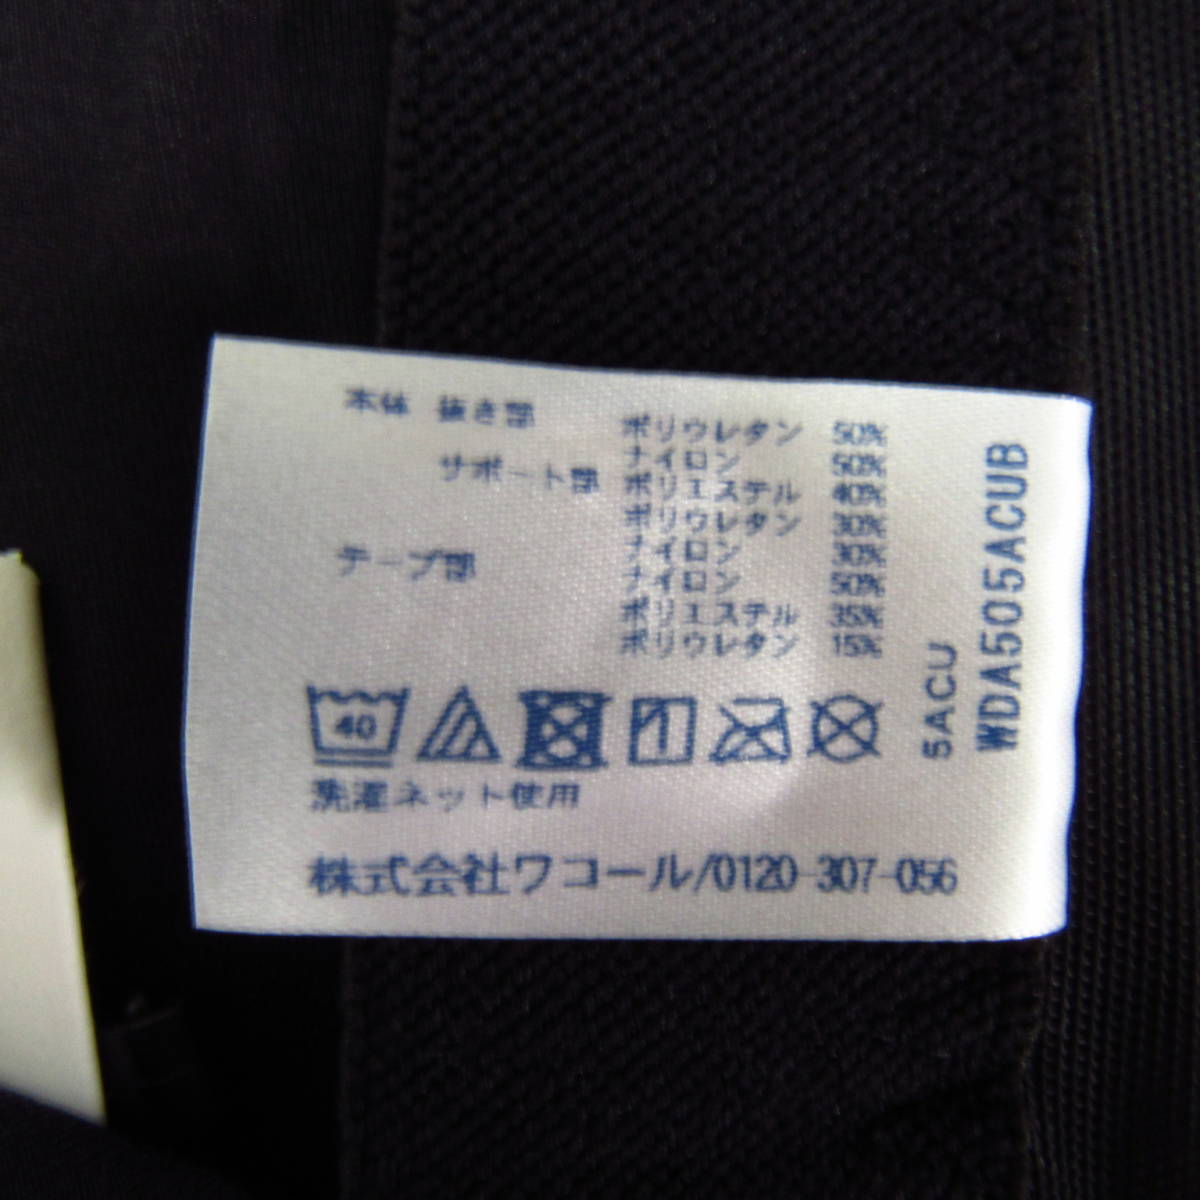 本体 抜き部 ポリウレタン 50%
ナイロン 50%
サポート部 ポリエステル 40%
ポリウレタン 30%
ナイロン 30%
テープ部 ナイロン 50%
ポリエステル 35%
ポリウレタン 15%
40
洗濯ネット使用
株式会社ワコール/0120-307-056
5ACU
WDA505ACUB